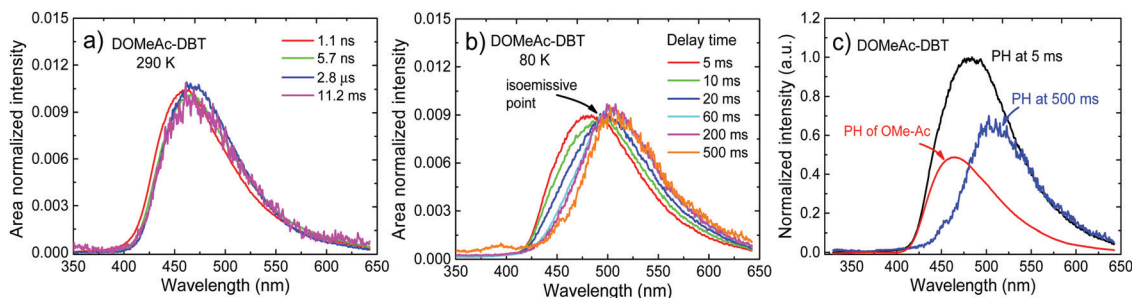 Area normalized intensity
0.015
0.012
0.009
0.006
0.003
0.000
a)
DOMeAc-DBT
290 K
1.1 ns
5.7 ns
2.8 µs
11.2 ms
350 400 450 500 550 600 650
Wavelength (nm)
Area normalized intensity
0.015
0.012
0.009
0.006
0.003
0.000
b)
DOMeAc-DBT
80 K
isoemissive
point
Delay time
5 ms
10 ms
20 ms
60 ms
200 ms
500 ms
350 400 450 500 550 600 650
Wavelength (nm)
Normalized intensity (a.u.)
1.2
1.0
0.8
0.6
0.4
0.2
0.0
c)
DOMeAc-DBT
PH at 5 ms
PH at 500 ms
PH of OMe-Ac
350 400 450 500 550 600 650
Wavelength (nm)